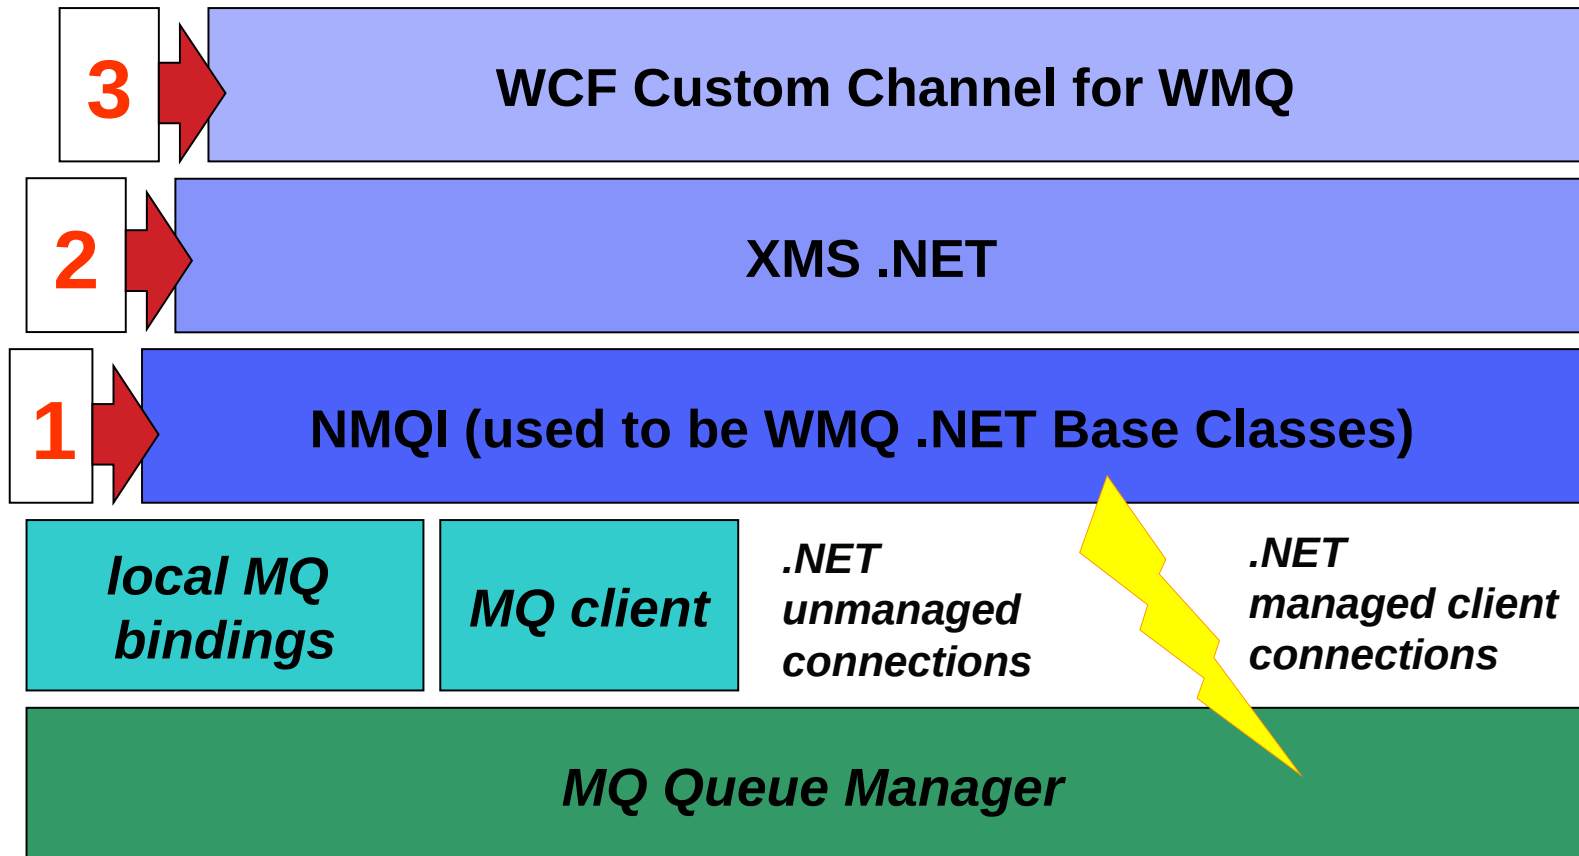 3
WCF Custom Channel for WMQ
2
XMS .NET
1
NMQI (used to be WMQ .NET Base Classes)
local MQ
bindings
MQ client
.NET
unmanaged
connections
.NET
managed client
connections
MQ Queue Manager